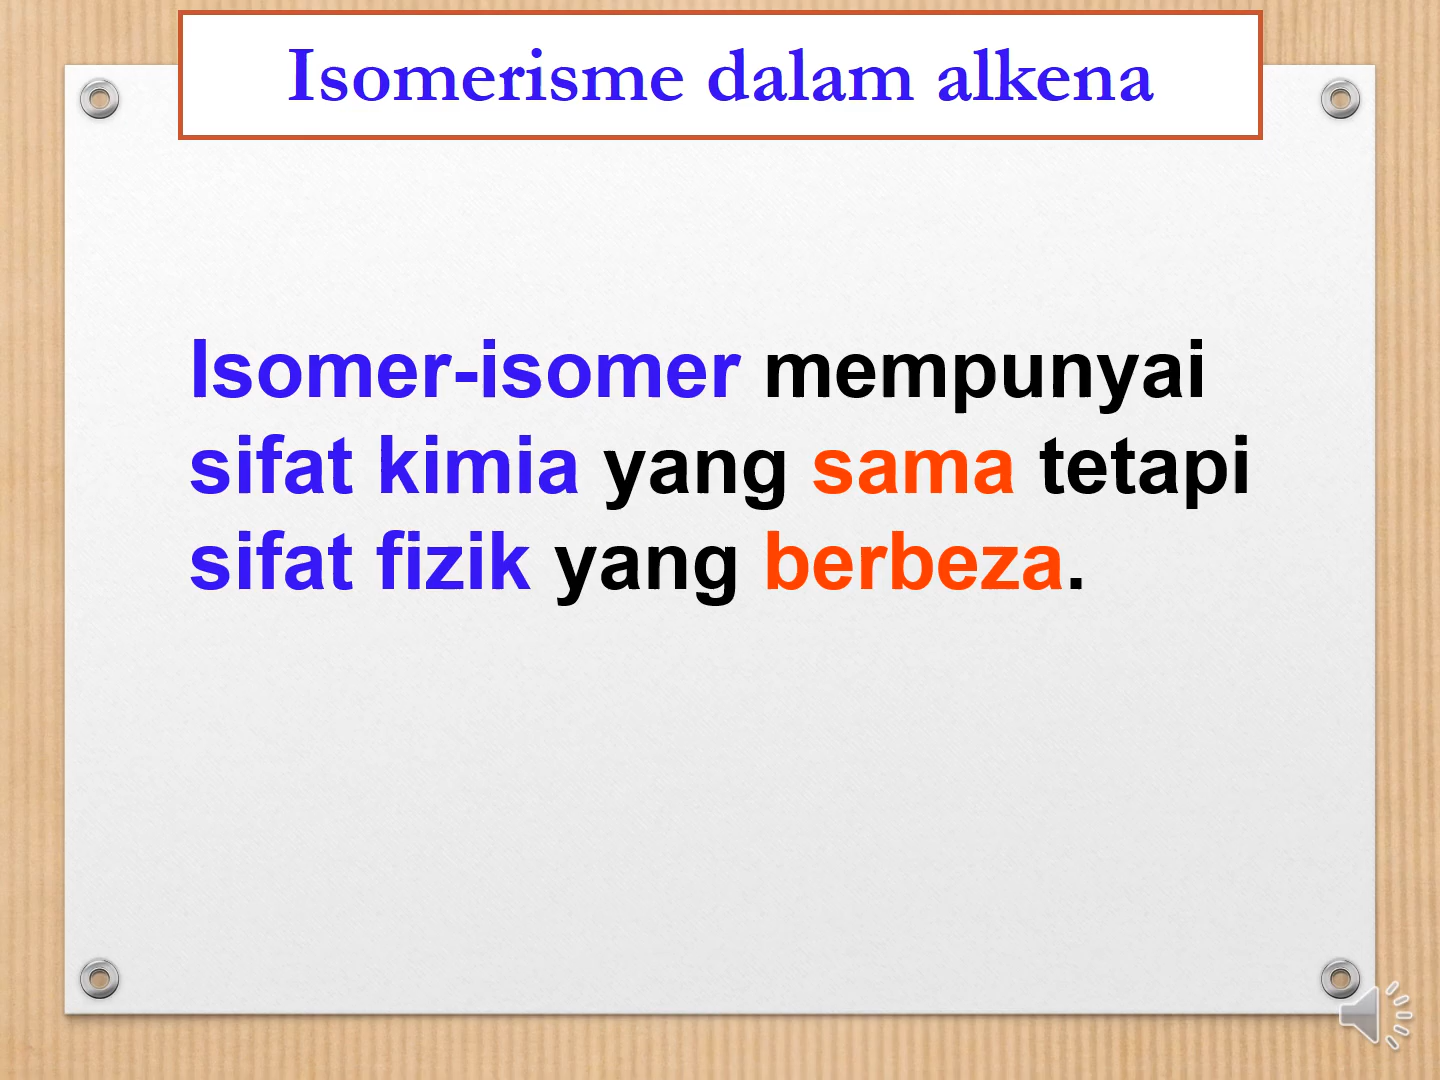 Isomerisme dalam alkena
Isomer-isomer mempunyai
sifat kimia yang sama tetapi
sifat fizik yang berbeza.